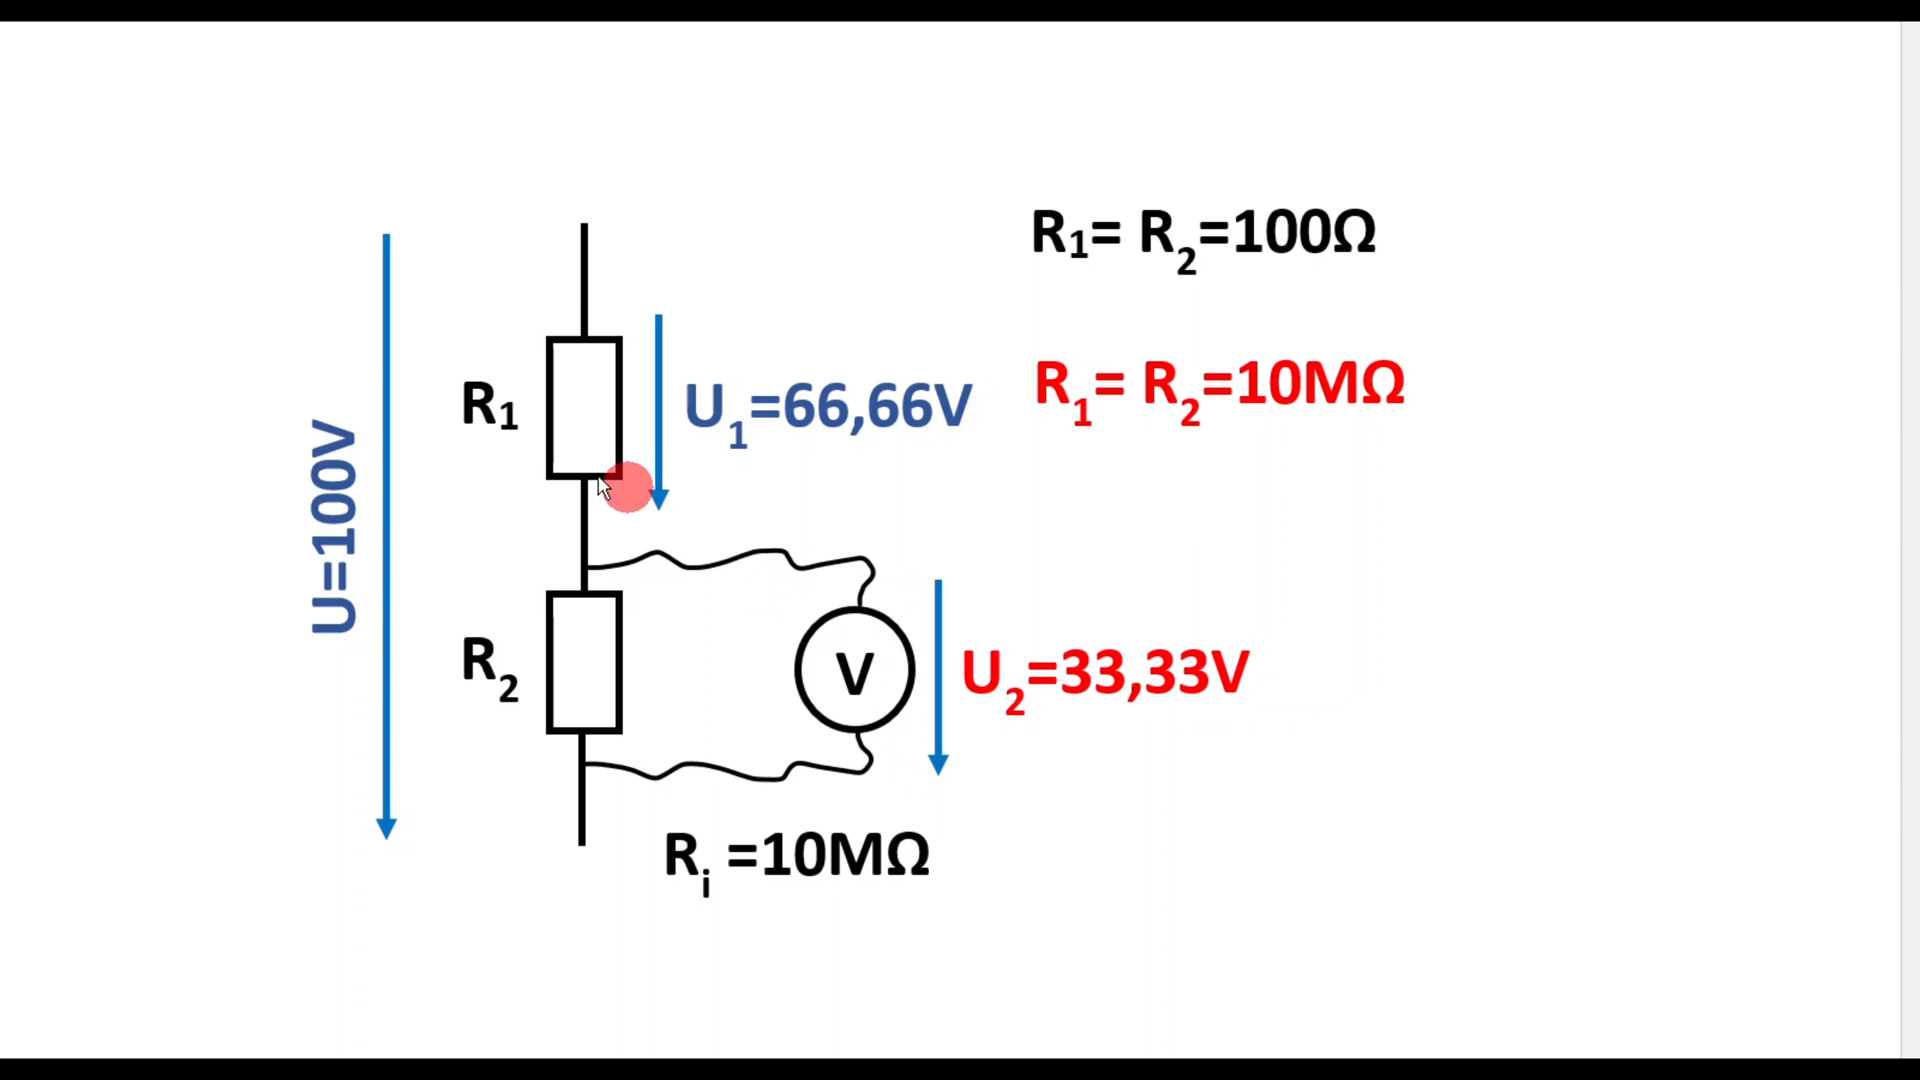 R₁= R₂=100Ω
R₁= R₂=10MΩ
U=100V
R₁
U₁=66,66V
R₂
V
U₂=33,33V
Rᵢ =10MΩ